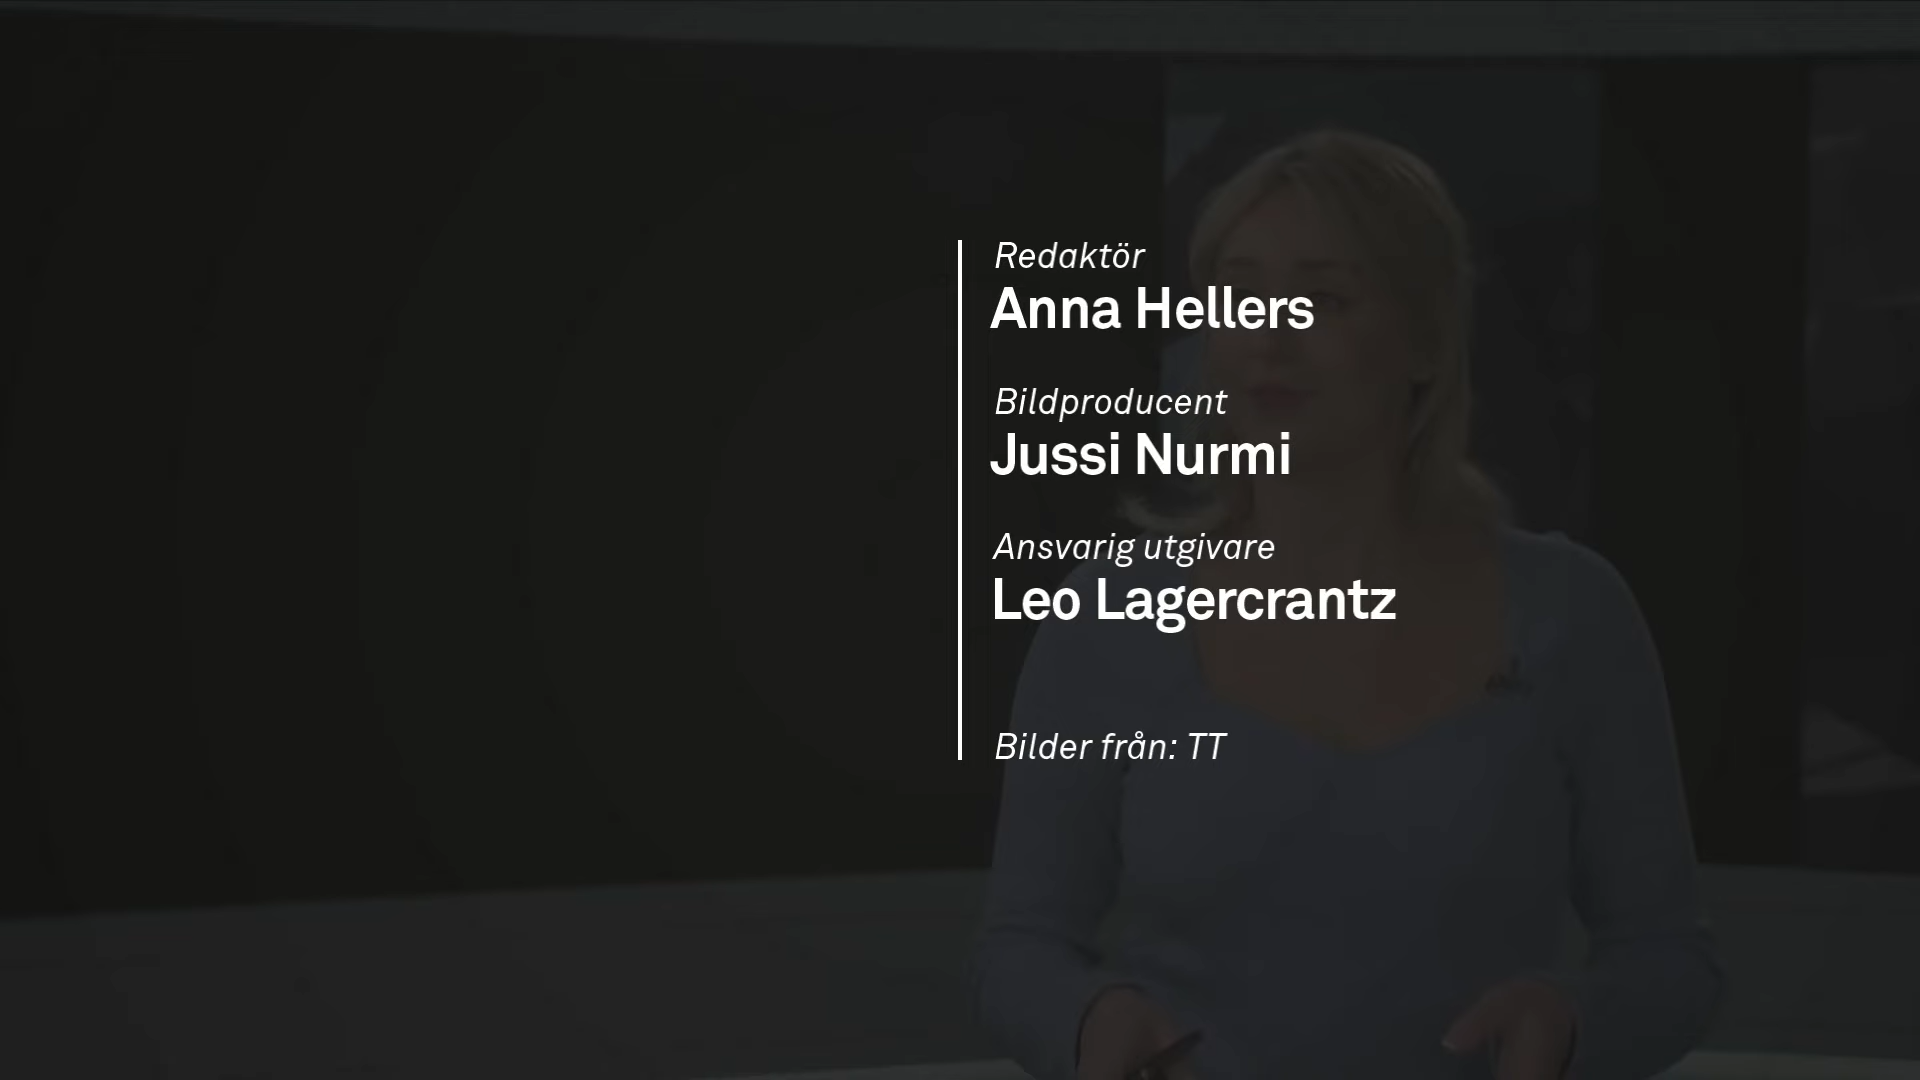 Redaktör
Anna Hellers
Bildproducent
Jussi Nurmi
Ansvarig utgivare
Leo Lagercrantz
Bilder från: TT